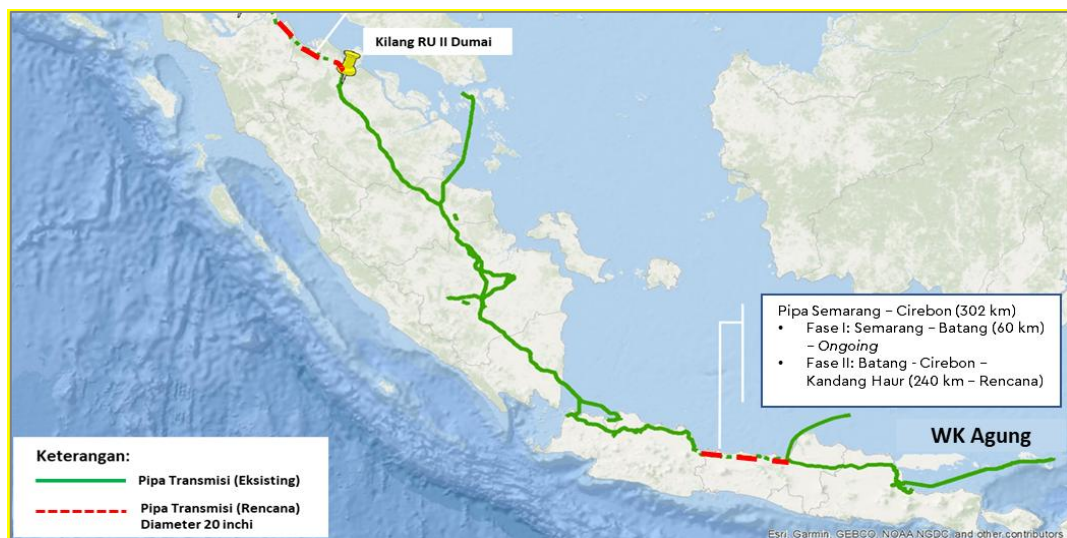 Kilang RU II Dumai
Pipa Semarang – Cirebon (302 km)
• Fase I: Semarang – Batang (60 km)
– Ongoing
• Fase II: Batang - Cirebon –
Kandang Haur (240 km – Rencana)
WK Agung
Keterangan:
Pipa Transmisi (Eksisting)
Pipa Transmisi (Rencana)
Diameter 20 inchi
Esri, Garmin, GEBCO, NOAA NGDC, and other contributors